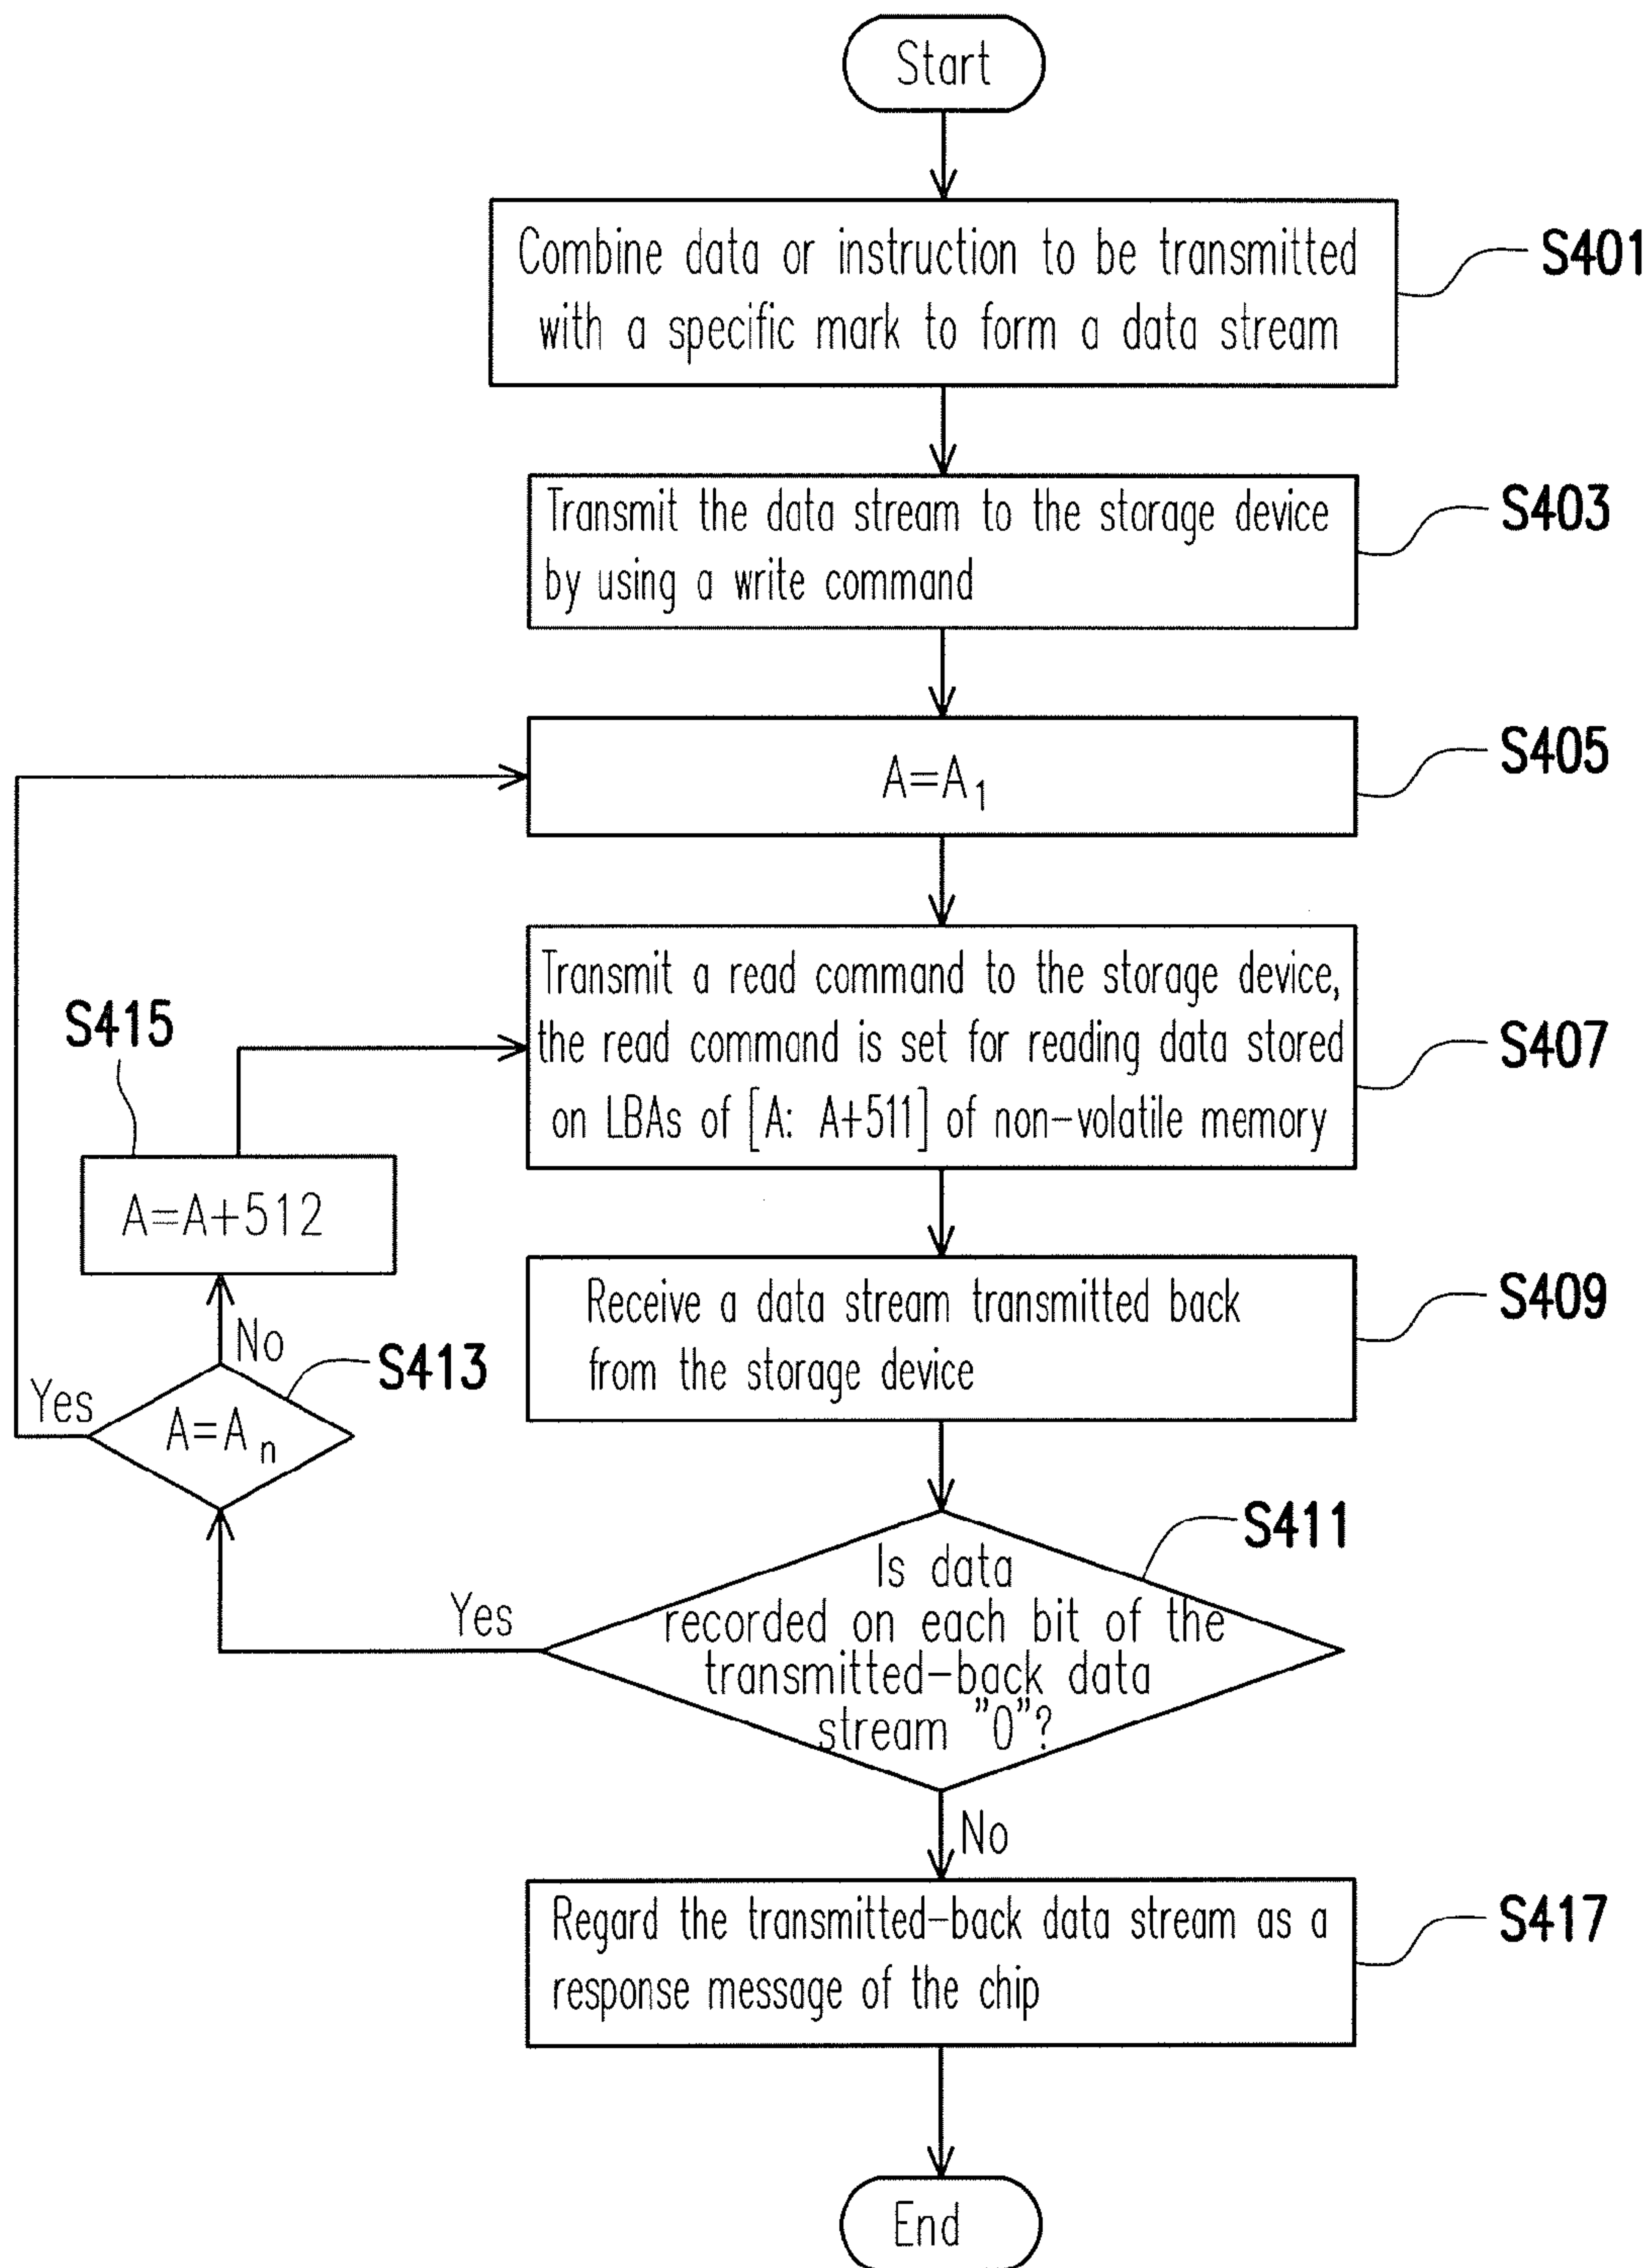 Start
Combine data or instruction to be transmitted
with a specific mark to form a data stream
S401
Transmit the data stream to the storage device
by using a write command
S403
A=A1
S405
Transmit a read command to the storage device,
the read command is set for reading data stored
on LBAs of [A: A+511] of non-volatile memory
S407
S415
A=A+512
Receive a data stream transmitted back
from the storage device
S409
No
S413
Yes
A=An
S411
Yes
Is data
recorded on each bit of the
transmitted-back data
stream "0"?
No
Regard the transmitted-back data stream as a
response message of the chip
S417
End